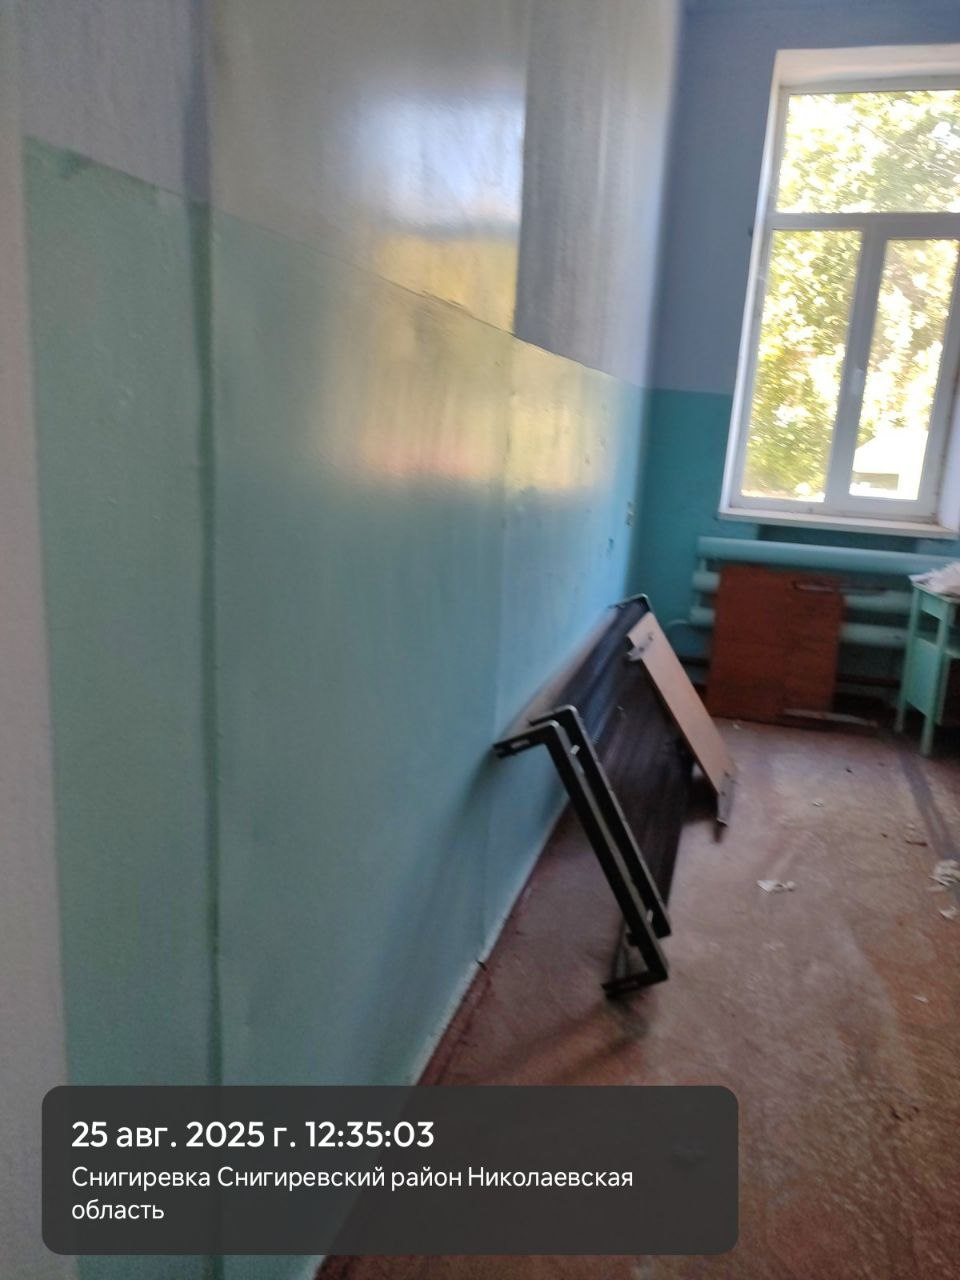 25 авг. 2025 г. 12:35:03
Снигиревка Снигиревский район Николаевская
область